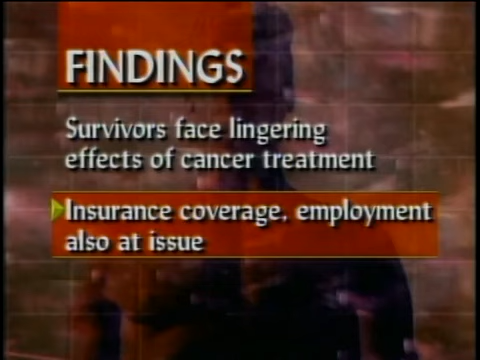 FINDINGS
Survivors face lingering
effects of cancer treatment
Insurance coverage, employment
also at issue